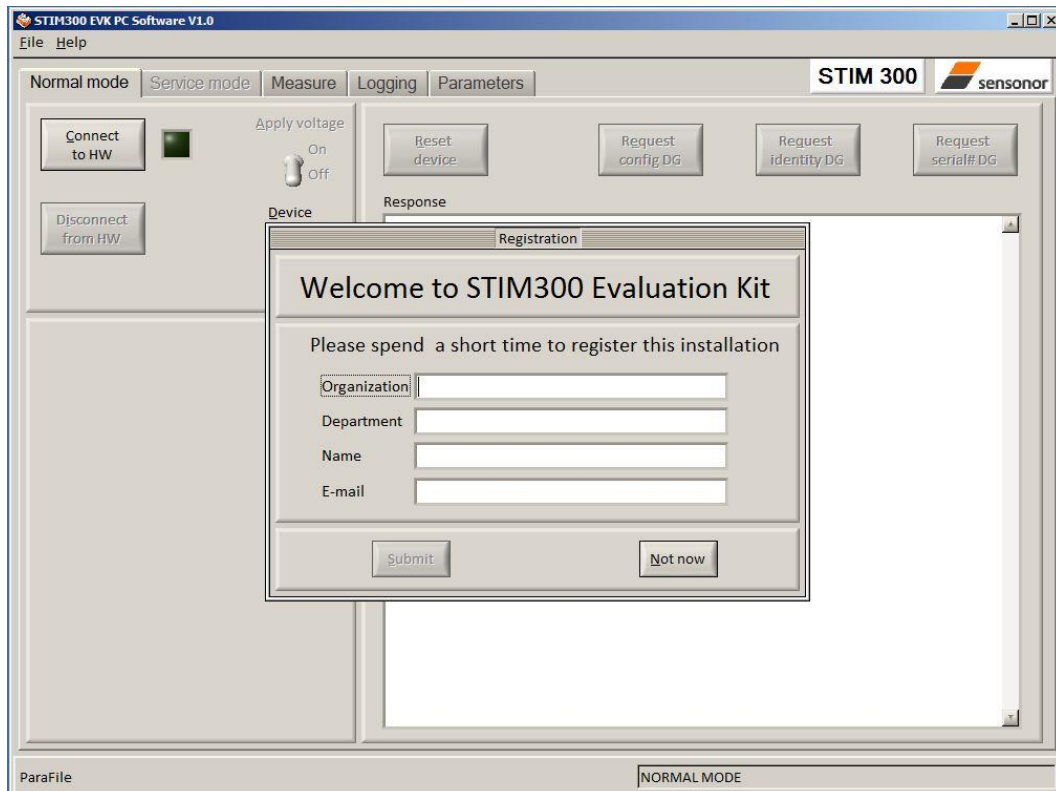 STIM300 EVK PC Software V1.0
File Help
Normal mode Service mode Measure Logging Parameters
STIM 300 sensonor
Connect
to HW
Apply voltage
On
Off
Disconnect
from HW
Device
Reset
device
Request
config DG
Request
identity DG
Request
serial# DG
Response
Registration
Welcome to STIM300 Evaluation Kit
Please spend a short time to register this installation
Organization
Department
Name
E-mail
Submit
Not now
ParaFile
NORMAL MODE